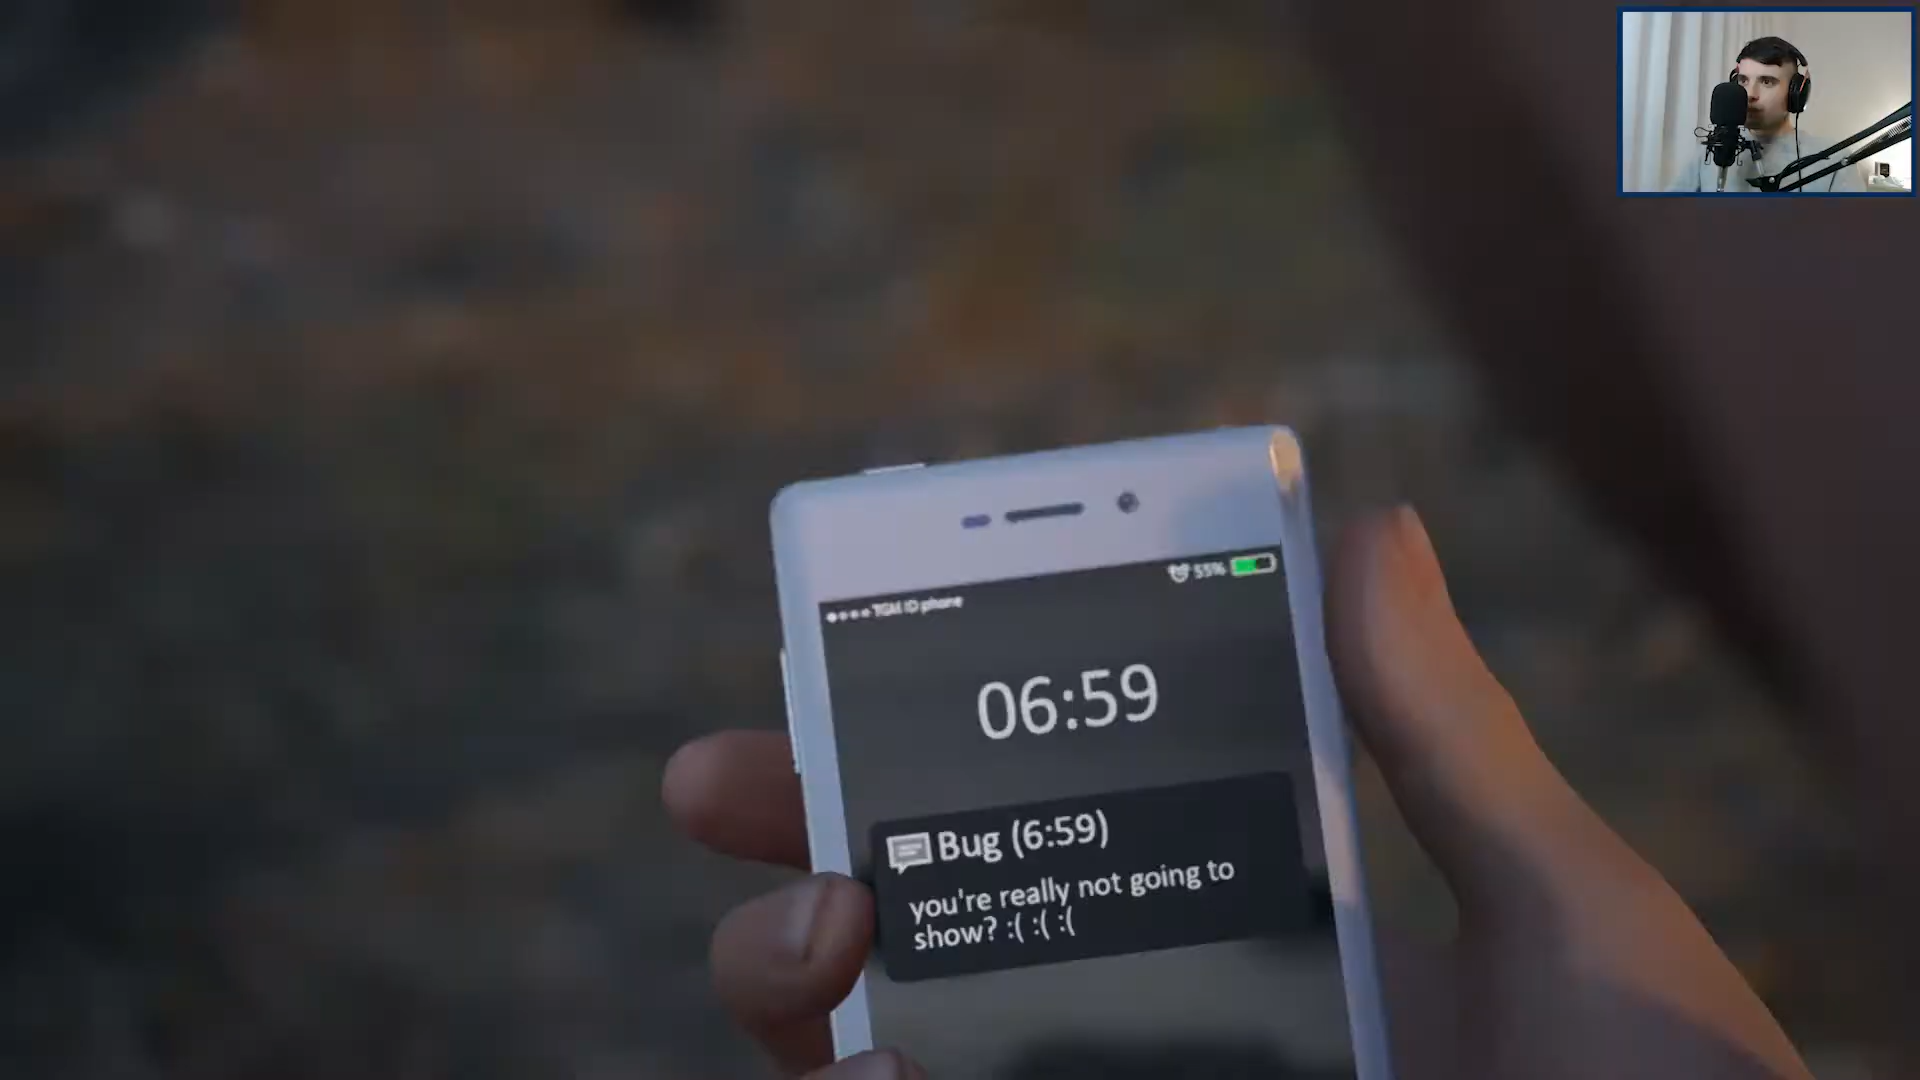 55%
TGM ID phone
06:59
Bug (6:59)
you're really not going to
show? :( :( :(